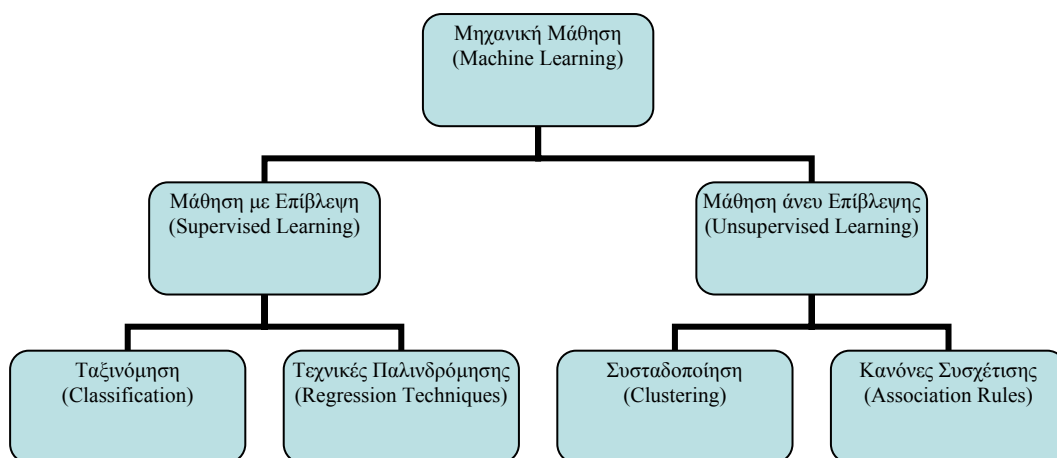 Μηχανική Μάθηση
(Machine Learning)
Μάθηση με Επίβλεψη
(Supervised Learning)
Μάθηση άνευ Επίβλεψης
(Unsupervised Learning)
Ταξινόμηση
(Classification)
Τεχνικές Παλινδρόμησης
(Regression Techniques)
Συσταδοποίηση
(Clustering)
Κανόνες Συσχέτισης
(Association Rules)